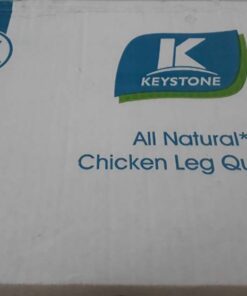 K
KEYSTONE
All Natural*
Chicken Leg Qu